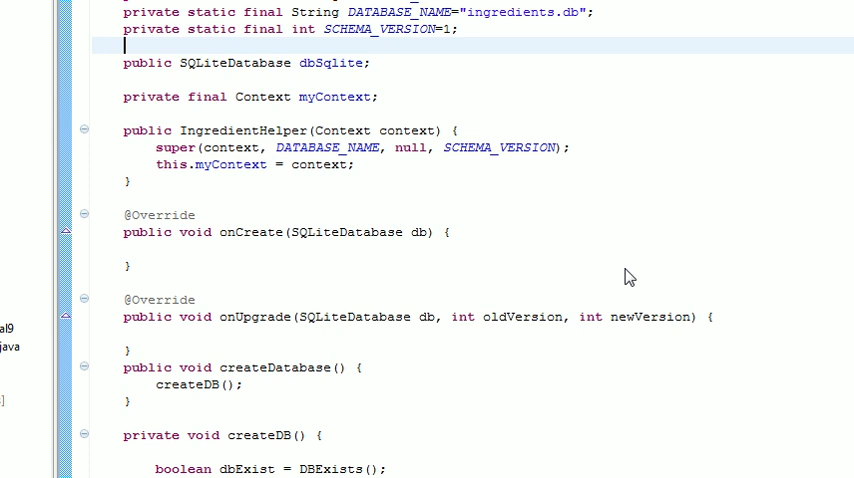 private static final String DATABASE_NAME="ingredients.db";
private static final int SCHEMA_VERSION=1;
public SQLiteDatabase dbSqlite;
private final Context myContext;
public IngredientHelper(Context context) {
super(context, DATABASE_NAME, null, SCHEMA_VERSION);
this.myContext = context;
}
@Override
public void onCreate(SQLiteDatabase db) {
}
@Override
public void onUpgrade(SQLiteDatabase db, int oldVersion, int newVersion) {
al9
java
}
public void createDatabase() {
createDB();
]
}
private void createDB() {
boolean dbExist = DBExists();